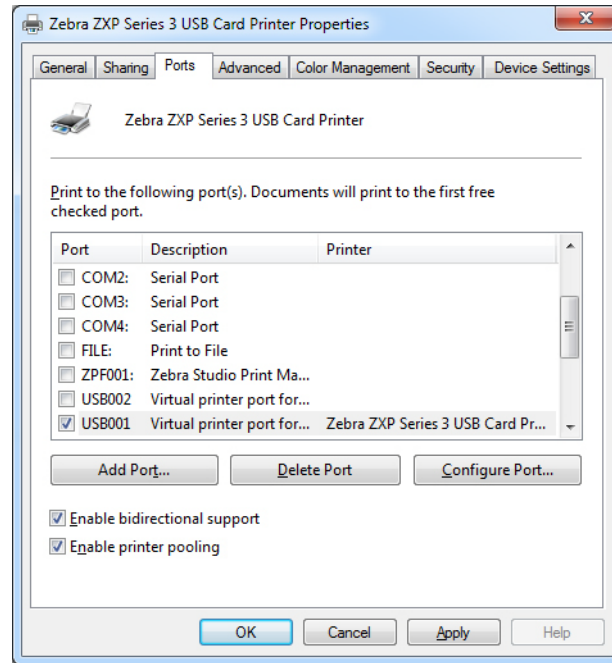 Zebra ZXP Series 3 USB Card Printer Properties
General Sharing Ports Advanced Color Management Security Device Settings
Zebra ZXP Series 3 USB Card Printer
Print to the following port(s). Documents will print to the first free
checked port.
Port Description Printer
COM2: Serial Port
COM3: Serial Port
COM4: Serial Port
FILE: Print to File
ZPF001: Zebra Studio Print Ma...
USB002 Virtual printer port for...
USB001 Virtual printer port for... Zebra ZXP Series 3 USB Card Pr...
Add Port... Delete Port Configure Port...
Enable bidirectional support
Enable printer pooling
OK Cancel Apply Help